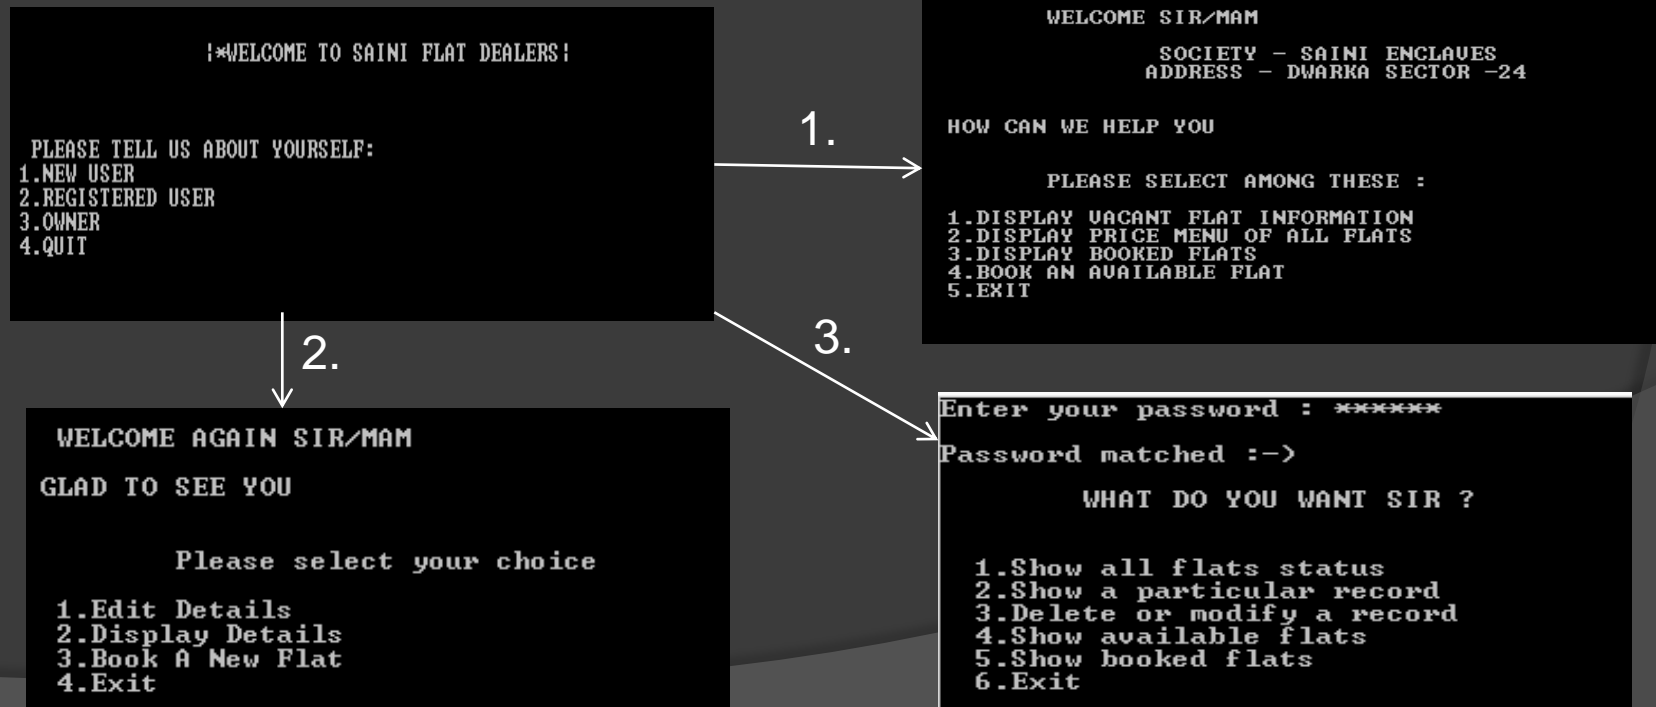 ¦*WELCOME TO SAINI FLAT DEALERS¦
PLEASE TELL US ABOUT YOURSELF:
1.NEW USER
2.REGISTERED USER
3.OWNER
4.QUIT
1.
WELCOME SIR/MAM
SOCIETY - SAINI ENCLAVES
ADDRESS - DWARKA SECTOR -24
HOW CAN WE HELP YOU
PLEASE SELECT AMONG THESE :
1.DISPLAY VACANT FLAT INFORMATION
2.DISPLAY PRICE MENU OF ALL FLATS
3.DISPLAY BOOKED FLATS
4.BOOK AN AVAILABLE FLAT
5.EXIT
2.
WELCOME AGAIN SIR/MAM
GLAD TO SEE YOU
Please select your choice
1.Edit Details
2.Display Details
3.Book A New Flat
4.Exit
3.
Enter your password : ******
Password matched :->
WHAT DO YOU WANT SIR ?
1.Show all flats status
2.Show a particular record
3.Delete or modify a record
4.Show available flats
5.Show booked flats
6.Exit